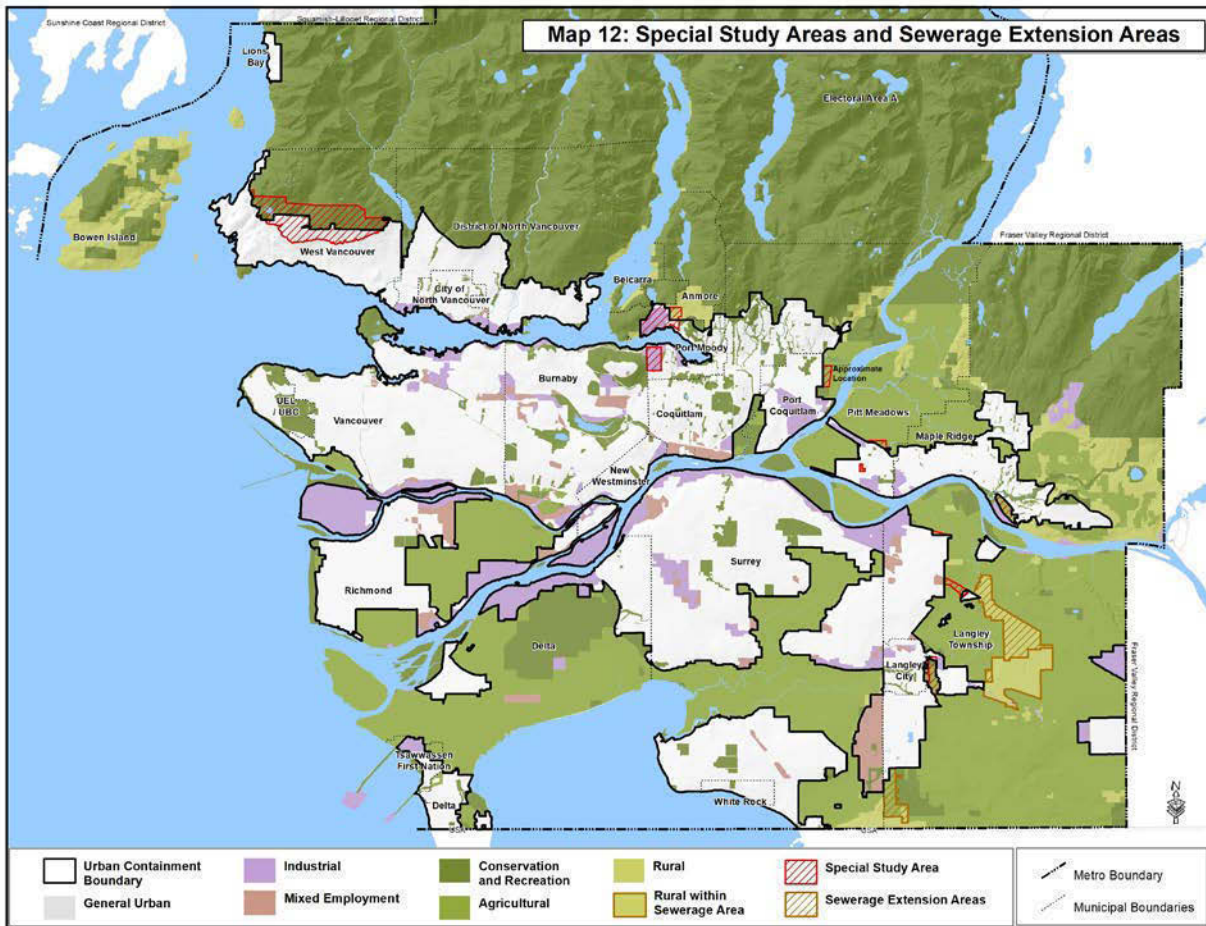 Sunshine Coast Regional District
Squamish-Lillooet Regional District
Map 12: Special Study Areas and Sewerage Extension Areas
Lions
Bay
Electoral Area A
Bowen Island
West Vancouver
District of North Vancouver
Fraser Valley Regional District
City of
North Vancouver
Belcarra
Anmore
Port Moody
Burnaby
Approximate
Location
UEL
/ UBC
Vancouver
Coquitlam
Port
Coquitlam
Pitt Meadows
Maple Ridge
New
Westminster
Richmond
Surrey
Delta
Langley
Township
Langley
City
Fraser Valley Regional District
Tsawwassen
First Nation
Delta
White Rock
USA
USA
N
Urban Containment
Boundary
General Urban
Industrial
Mixed Employment
Conservation
and Recreation
Agricultural
Rural
Rural within
Sewerage Area
Special Study Area
Sewerage Extension Areas
Metro Boundary
Municipal Boundaries